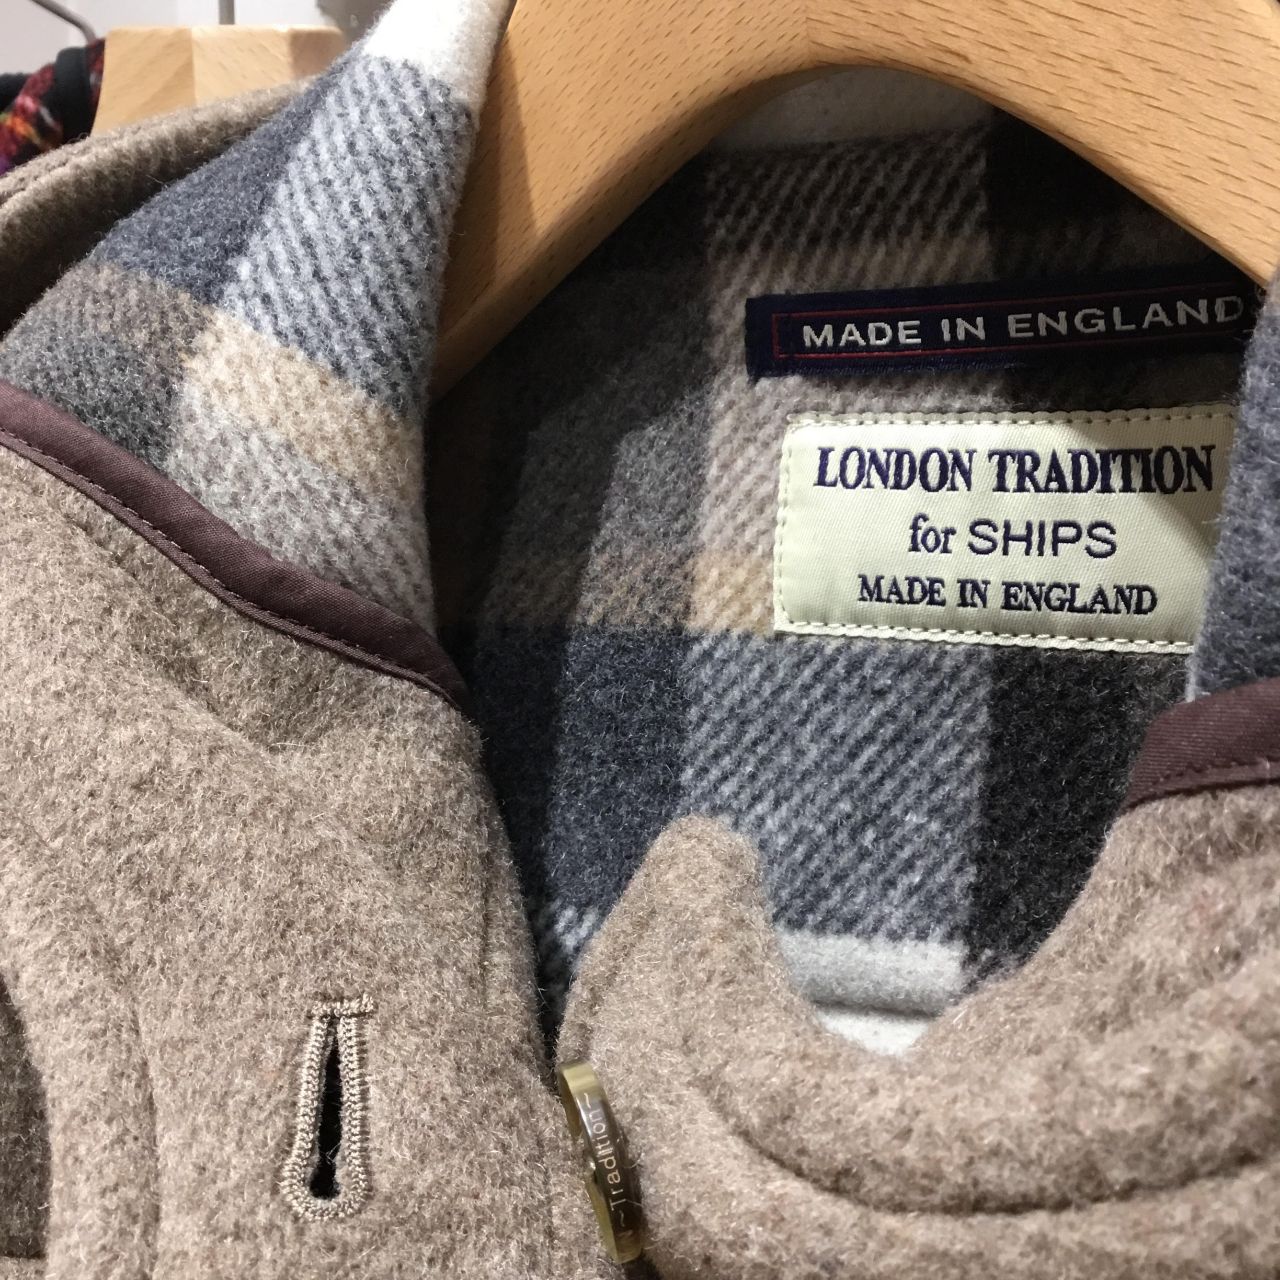 MADE IN ENGLAND
LONDON TRADITION
for SHIPS
MADE IN ENGLAND
~Tradition~